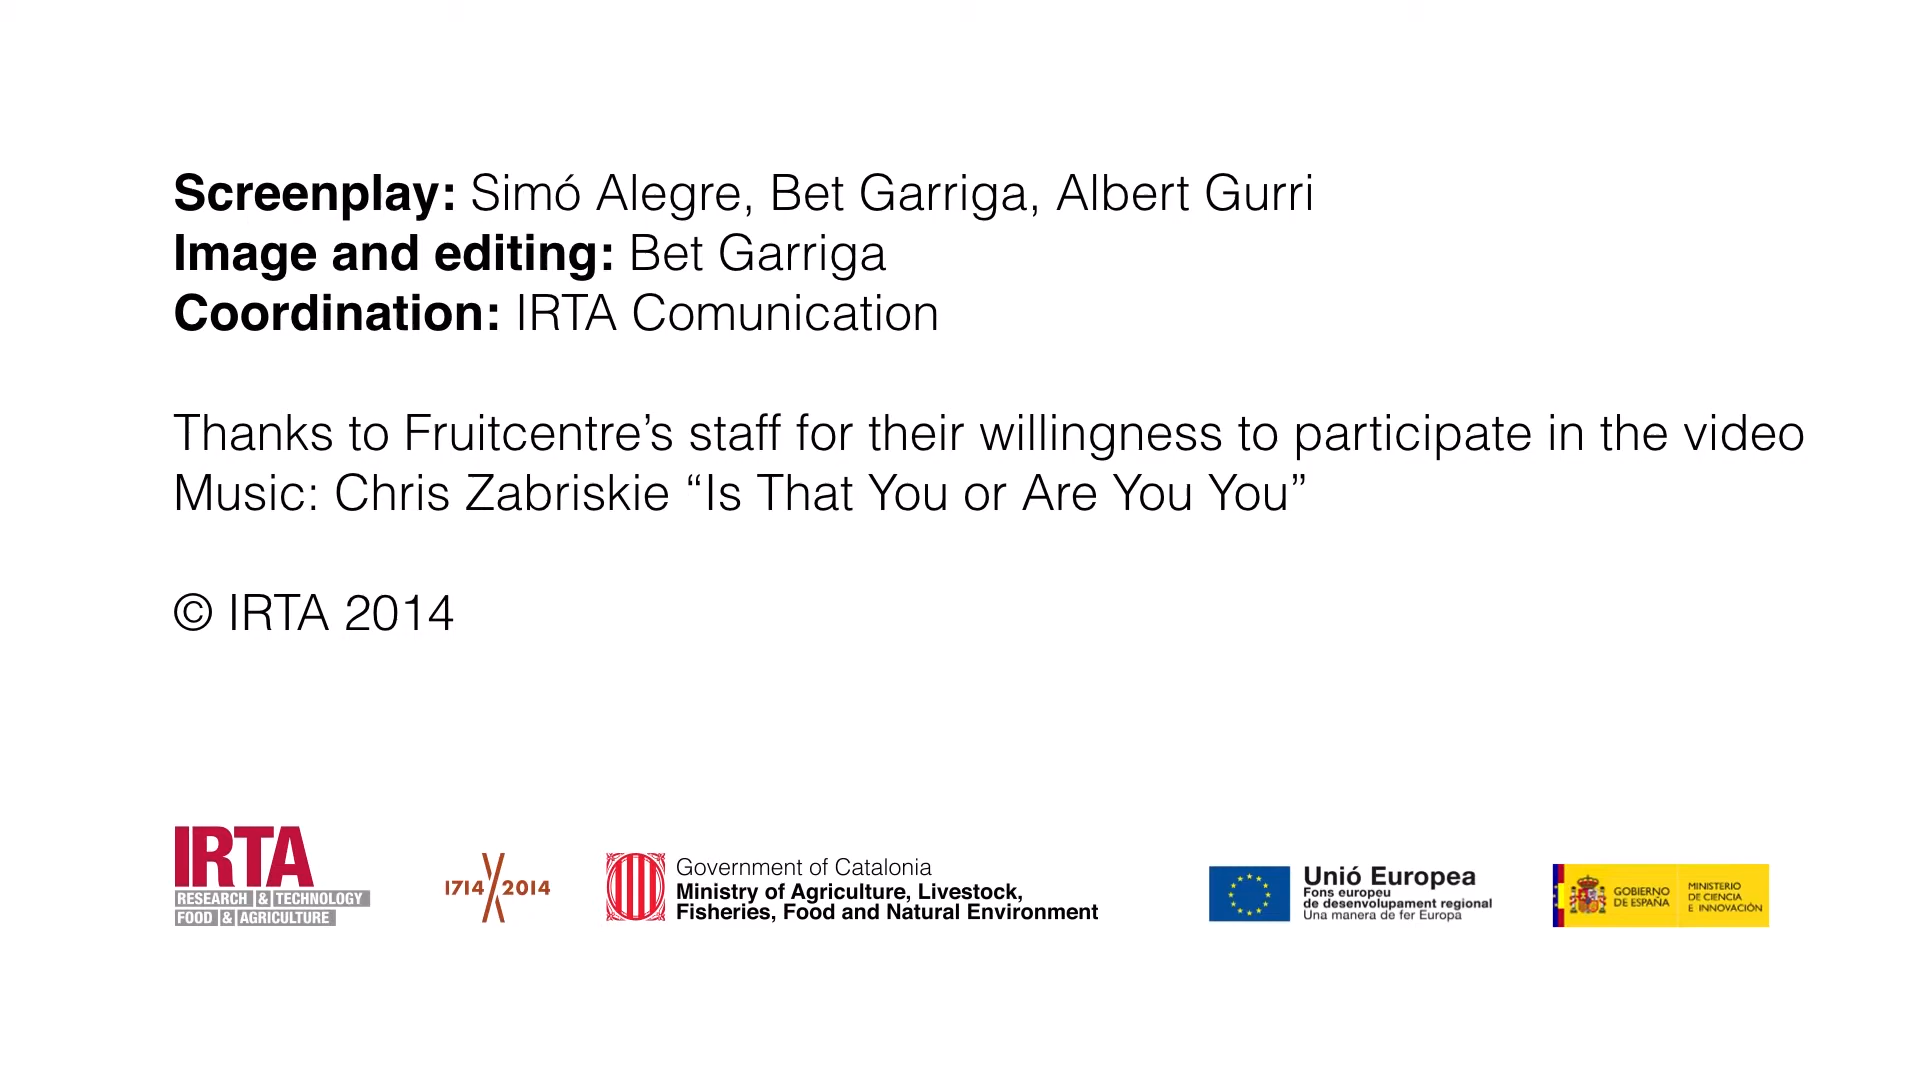 Screenplay: Simó Alegre, Bet Garriga, Albert Gurri
Image and editing: Bet Garriga
Coordination: IRTA Comunication
Thanks to Fruitcentre’s staff for their willingness to participate in the video
Music: Chris Zabriskie “Is That You or Are You You”
© IRTA 2014
IRTA
RESEARCH & TECHNOLOGY
FOOD & AGRICULTURE
1714 2014
Government of Catalonia
Ministry of Agriculture, Livestock,
Fisheries, Food and Natural Environment
Unió Europea
Fons europeu
de desenvolupament regional
Una manera de fer Europa
GOBIERNO
DE ESPAÑA
MINISTERIO
DE CIENCIA
E INNOVACIÓN